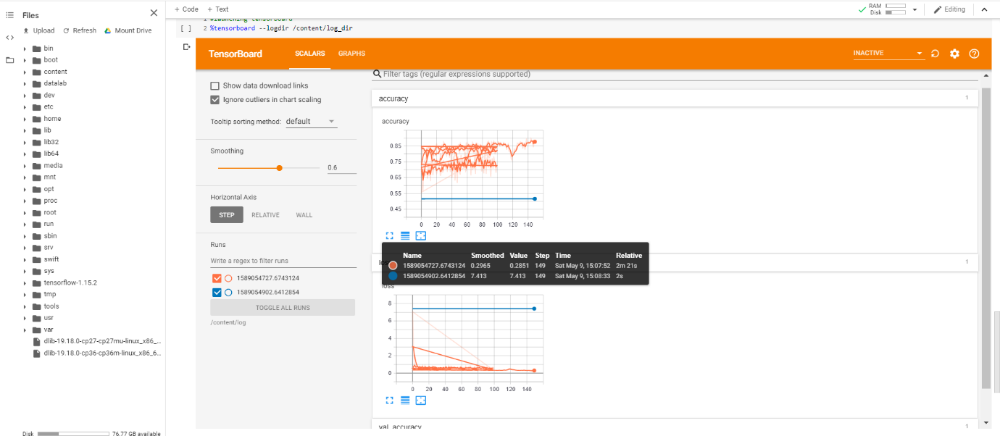 Files
Upload Refresh Mount Drive
bin
boot
content
datalab
dev
etc
home
lib
lib32
lib64
media
mnt
opt
proc
root
run
sbin
srv
swift
sys
tensorflow-1.15.2
tmp
tools
usr
var
dlib-19.18.0-cp27-cp27mu-linux_x86_...
dlib-19.18.0-cp36-cp36m-linux_x86_6...
Disk 76.77 GB available
+ Code + Text
RAM
Disk
Editing
#launching tensorboard
[ ] 2 %tensorboard --logdir /content/log_dir
TensorBoard SCALARS GRAPHS INACTIVE
Show data download links
Ignore outliers in chart scaling
Tooltip sorting method: default
Smoothing
0.6
Horizontal Axis
STEP RELATIVE WALL
Runs
Write a regex to filter runs
1589054727.6743124
1589054902.6412854
TOGGLE ALL RUNS
/content/log
Filter tags (regular expressions supported)
accuracy 1
accuracy
0.85
0.75
0.65
0.55
0.45
0 20 40 60 80 100 120 140
Name Smoothed Value Step Time Relative
1589054727.6743124 0.2965 0.2851 149 Sat May 9, 15:07:52 2m 21s
1589054902.6412854 7.413 7.413 149 Sat May 9, 15:08:33 2s
1
loss
8
6
4
2
0
0 20 40 60 80 100 120 140
val_accuracy 1